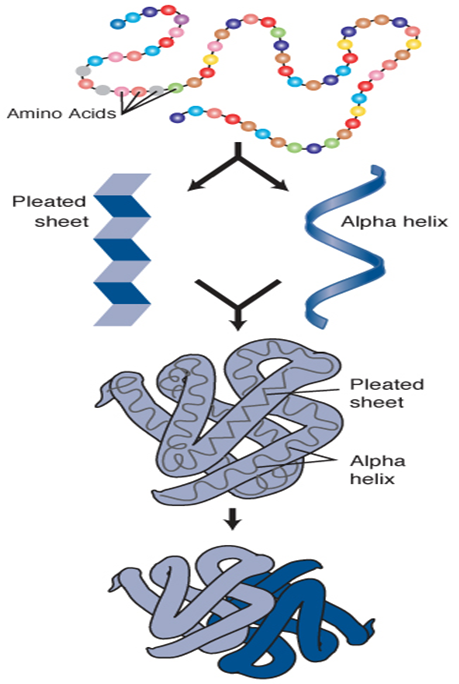 Amino Acids
Pleated
sheet
Alpha helix
Pleated
sheet
Alpha
helix